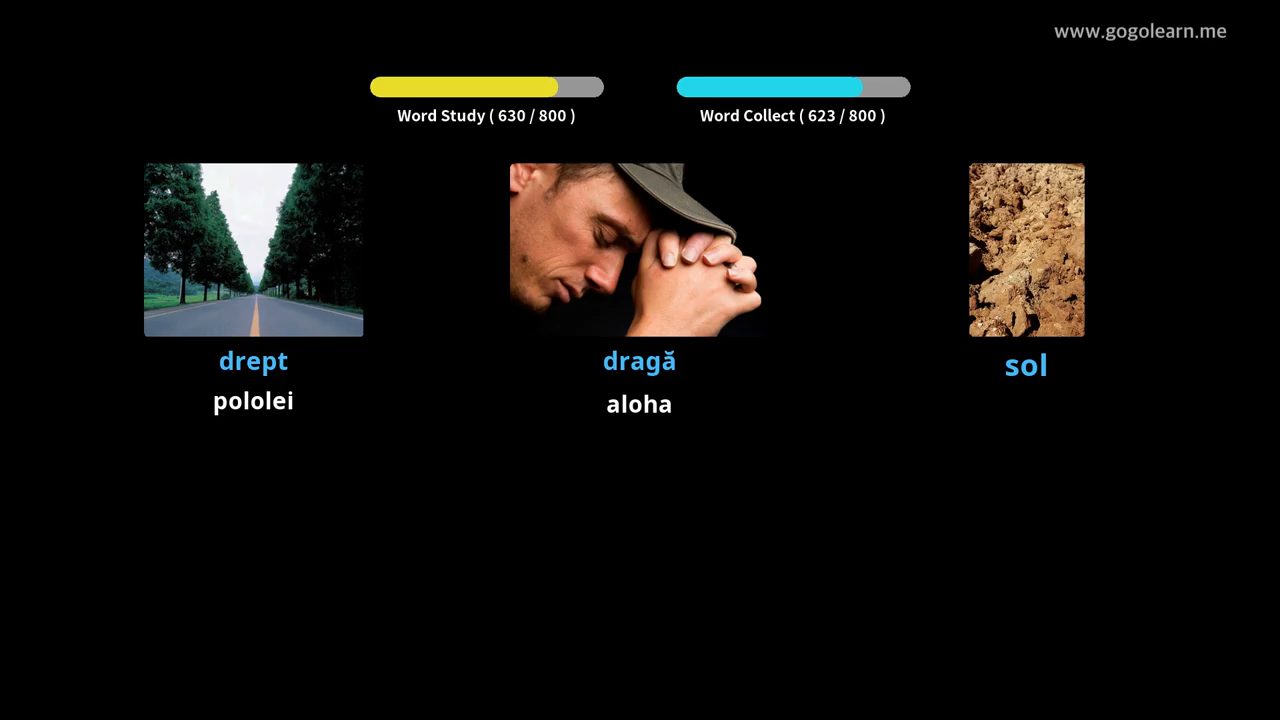 www.gogolearn.me
Word Study ( 630 / 800 )
Word Collect ( 623 / 800 )
drept
pololei
dragă
aloha
sol